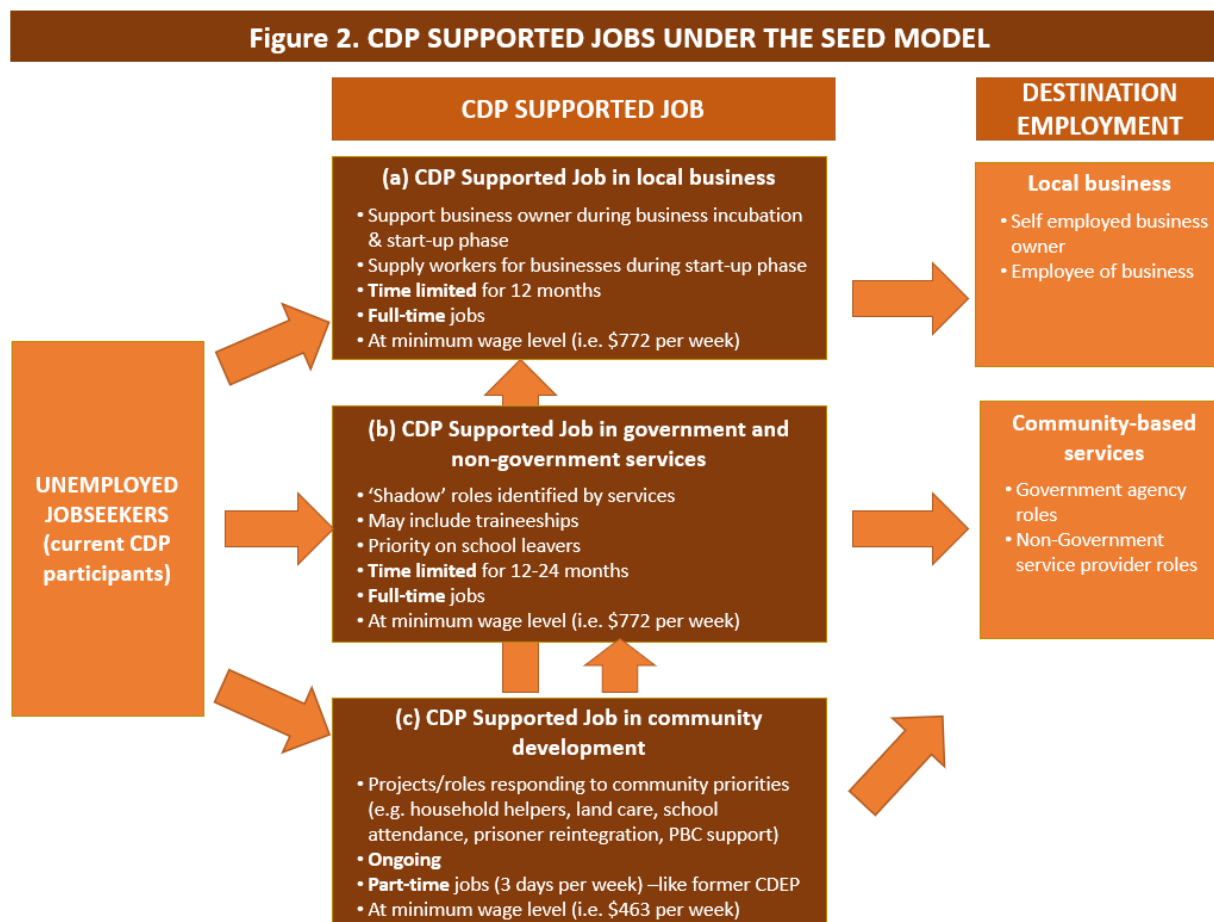 Figure 2. CDP SUPPORTED JOBS UNDER THE SEED MODEL
CDP SUPPORTED JOB
DESTINATION
EMPLOYMENT
UNEMPLOYED
JOBSEEKERS
(current CDP
participants)
(a) CDP Supported Job in local business
• Support business owner during business incubation
& start-up phase
• Supply workers for businesses during start-up phase
• Time limited for 12 months
• Full-time jobs
• At minimum wage level (i.e. $772 per week)
Local business
• Self employed business
owner
• Employee of business
(b) CDP Supported Job in government and
non-government services
• ‘Shadow’ roles identified by services
• May include traineeships
• Priority on school leavers
• Time limited for 12-24 months
• Full-time jobs
• At minimum wage level (i.e. $772 per week)
Community-based
services
• Government agency
roles
• Non-Government
service provider roles
(c) CDP Supported Job in community
development
• Projects/roles responding to community priorities
(e.g. household helpers, land care, school
attendance, prisoner reintegration, PBC support)
• Ongoing
• Part-time jobs (3 days per week) –like former CDEP
• At minimum wage level (i.e. $463 per week)